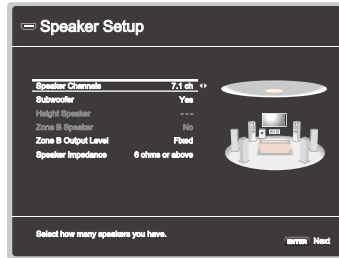 Speaker Setup
Speaker Channels 7.1 ch
Subwoofer Yes
Height Speaker ---
Zone B Speaker No
Zone B Output Level Fixed
Speaker Impedance 6 ohms or above
Select how many speakers you have.
ENTER Next